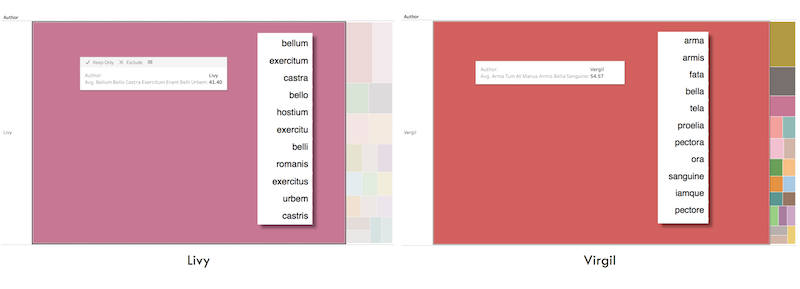 Author
Livy
Keep Only Exclude
Author: Livy
Avg. Bellum Bello Castra Exercitum Erant Belli Urbem: 41.40
bellum
exercitum
castra
bello
hostium
exercitu
belli
romanis
exercitus
urbem
castris
Livy
Author
Vergil
Author: Vergil
Avg. Arma Tum At Manus Armis Bella Sanguine: 54.57
arma
armis
fata
bella
tela
proelia
pectora
ora
sanguine
iamque
pectore
Virgil